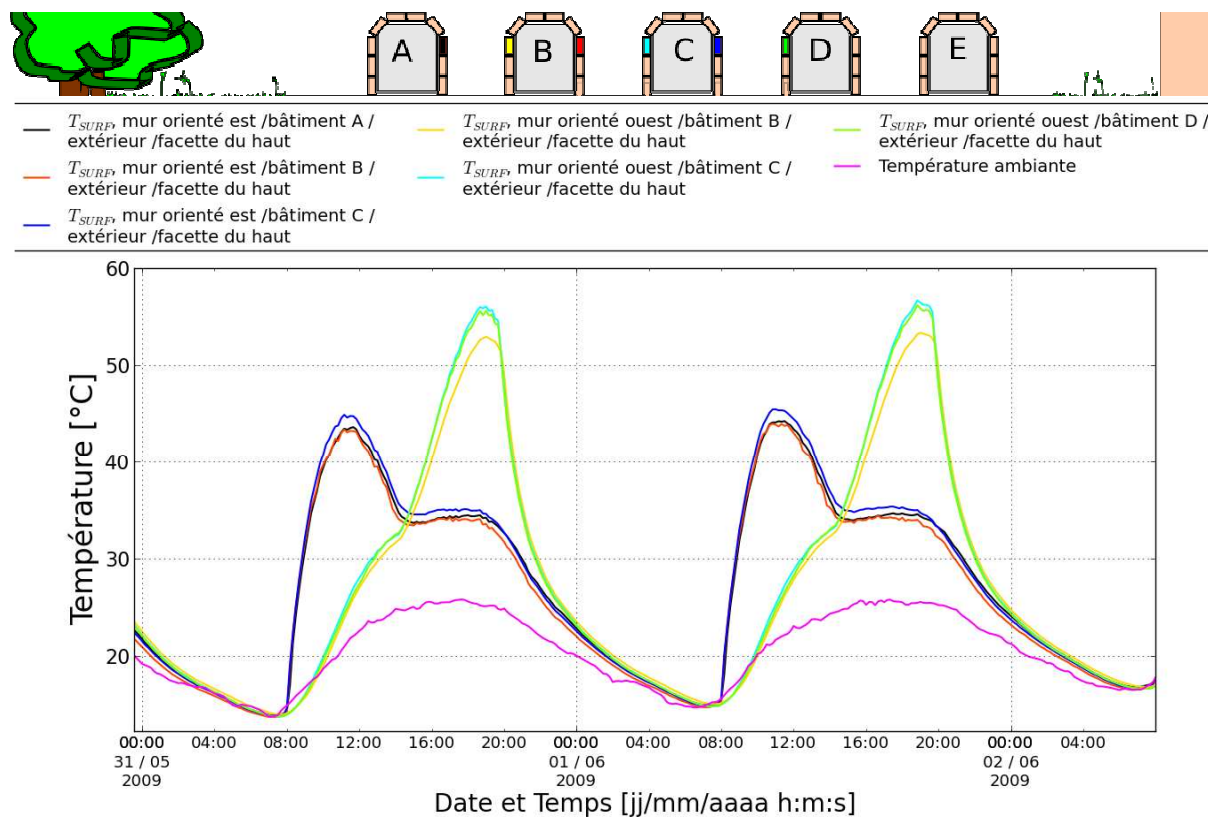 A B C D E
T_SURF, mur orienté est /bâtiment A /
extérieur /facette du haut
T_SURF, mur orienté est /bâtiment B /
extérieur /facette du haut
T_SURF, mur orienté est /bâtiment C /
extérieur /facette du haut
T_SURF, mur orienté ouest /bâtiment B /
extérieur /facette du haut
T_SURF, mur orienté ouest /bâtiment C /
extérieur /facette du haut
T_SURF, mur orienté ouest /bâtiment D /
extérieur /facette du haut
Température ambiante
Température [°C]
60
50
40
30
20
00:00 04:00 08:00 12:00 16:00 20:00 00:00 04:00 08:00 12:00 16:00 20:00 00:00 04:00
31 / 05 01 / 06 02 / 06
2009 2009 2009
Date et Temps [jj/mm/aaaa h:m:s]